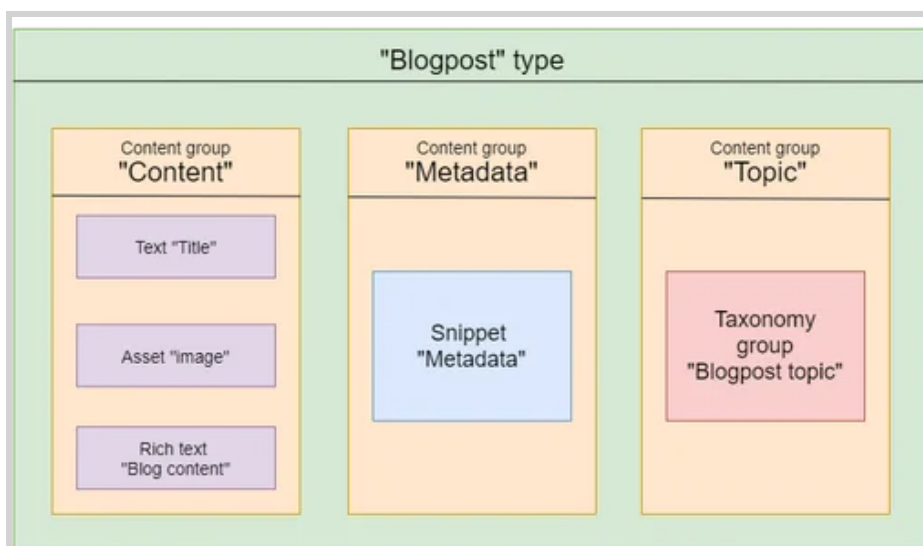 "Blogpost" type
Content group
"Content"
Text "Title"
Asset "image"
Rich text
"Blog content"
Content group
"Metadata"
Snippet
"Metadata"
Content group
"Topic"
Taxonomy
group
"Blogpost topic"